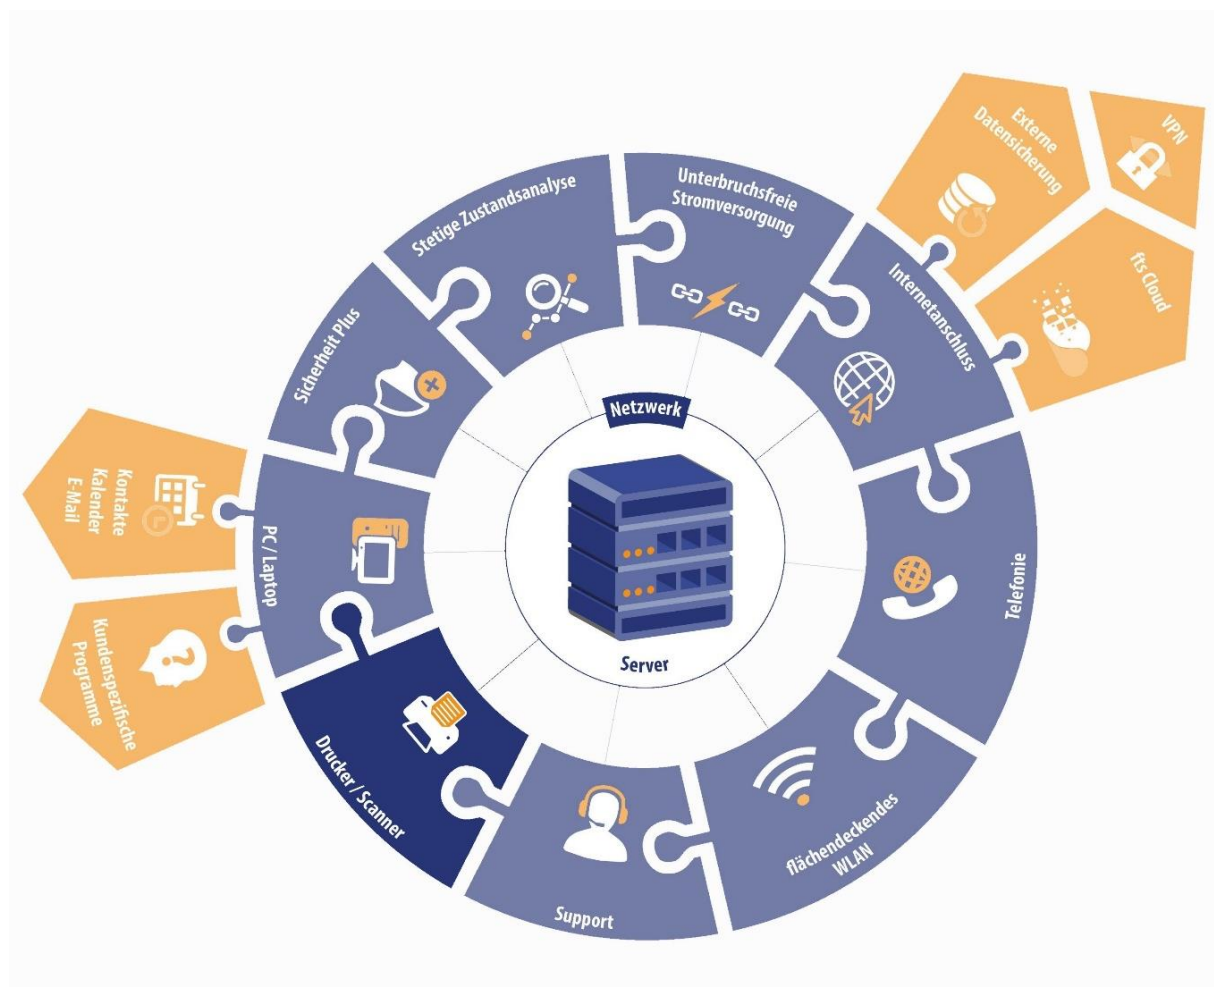 Netzwerk
Server
Stetige Zustandsanalyse
Unterbruchsfreie
Stromversorgung
Internetanschluss
Externe
Datensicherung
VPN
fts Cloud
Telefonie
flächendeckendes
WLAN
Support
Drucker / Scanner
PC / Laptop
Kundenspezifische
Programme
Kontakte
Kalender
E-Mail
Sicherheit Plus